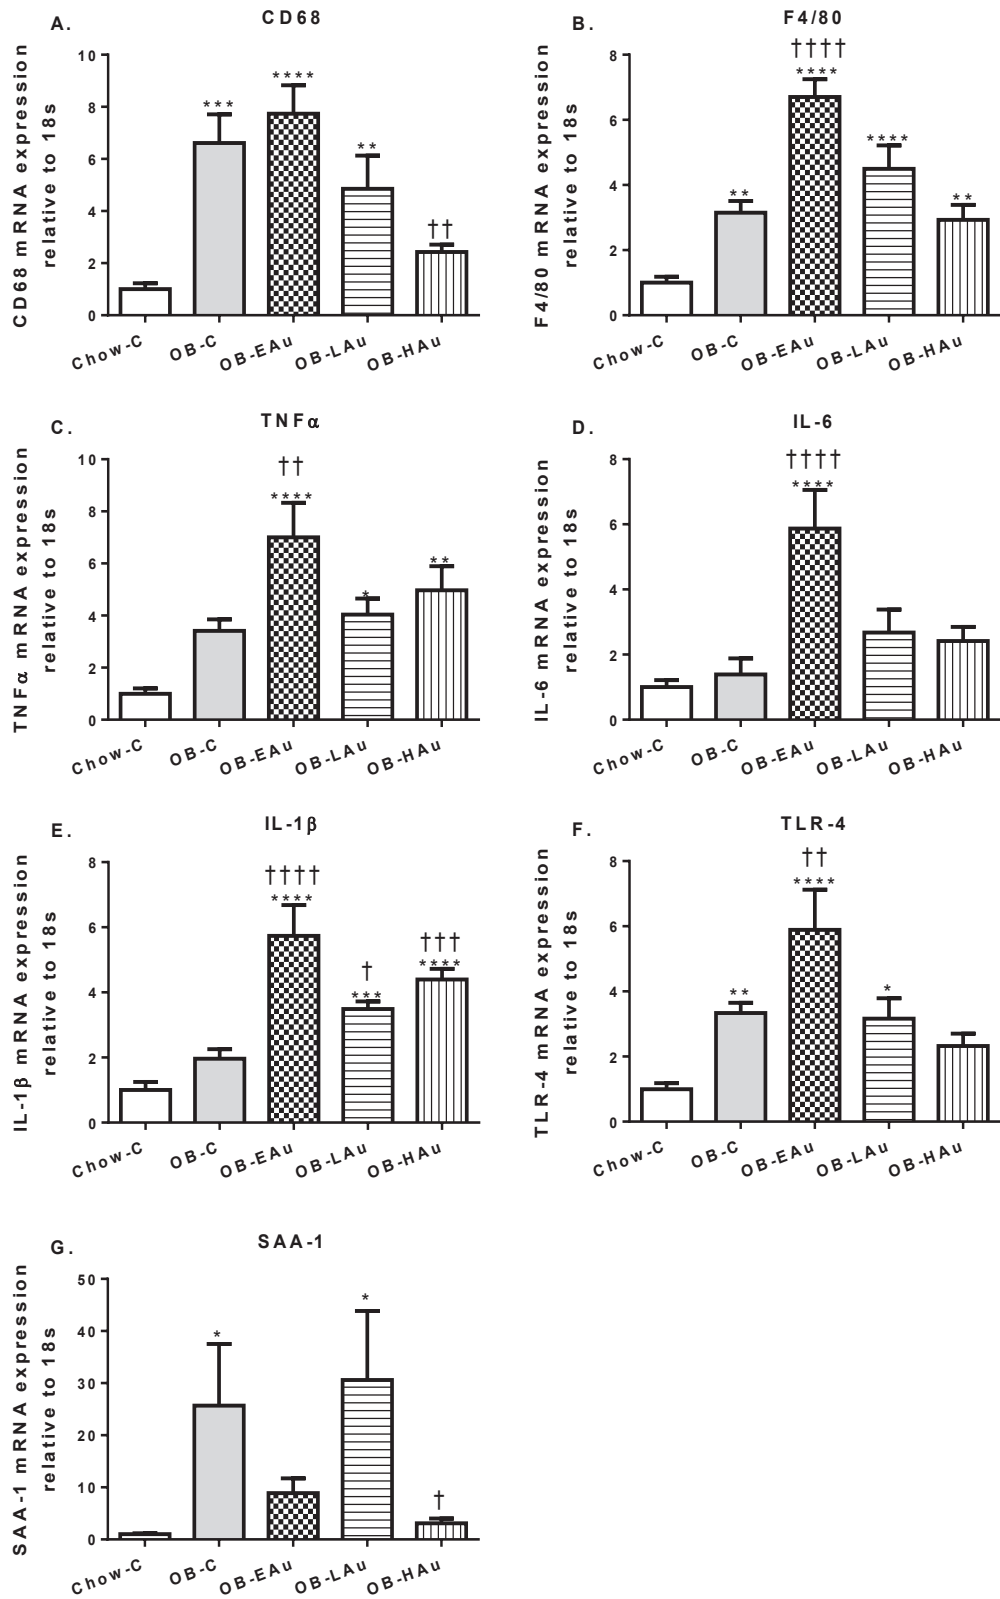 A.
CD68
CD68 mRNA expression
relative to 18s
10
8
6
4
2
0
***
****
**
††
Chow-C
OB-C
OB-EAu
OB-LAu
OB-HAu
B.
F4/80
F4/80 mRNA expression
relative to 18s
8
6
4
2
0
**
††††
****
****
**
Chow-C
OB-C
OB-EAu
OB-LAu
OB-HAu
C.
TNFα
TNFα mRNA expression
relative to 18s
10
8
6
4
2
0
††
****
*
**
Chow-C
OB-C
OB-EAu
OB-LAu
OB-HAu
D.
IL-6
IL-6 mRNA expression
relative to 18s
8
6
4
2
0
††††
****
Chow-C
OB-C
OB-EAu
OB-LAu
OB-HAu
E.
IL-1β
IL-1β mRNA expression
relative to 18s
8
6
4
2
0
††††
****
†
***
†††
****
Chow-C
OB-C
OB-EAu
OB-LAu
OB-HAu
F.
TLR-4
TLR-4 mRNA expression
relative to 18s
8
6
4
2
0
**
††
****
*
Chow-C
OB-C
OB-EAu
OB-LAu
OB-HAu
G.
SAA-1
SAA-1 mRNA expression
relative to 18s
50
40
30
20
10
0
*
*
†
Chow-C
OB-C
OB-EAu
OB-LAu
OB-HAu